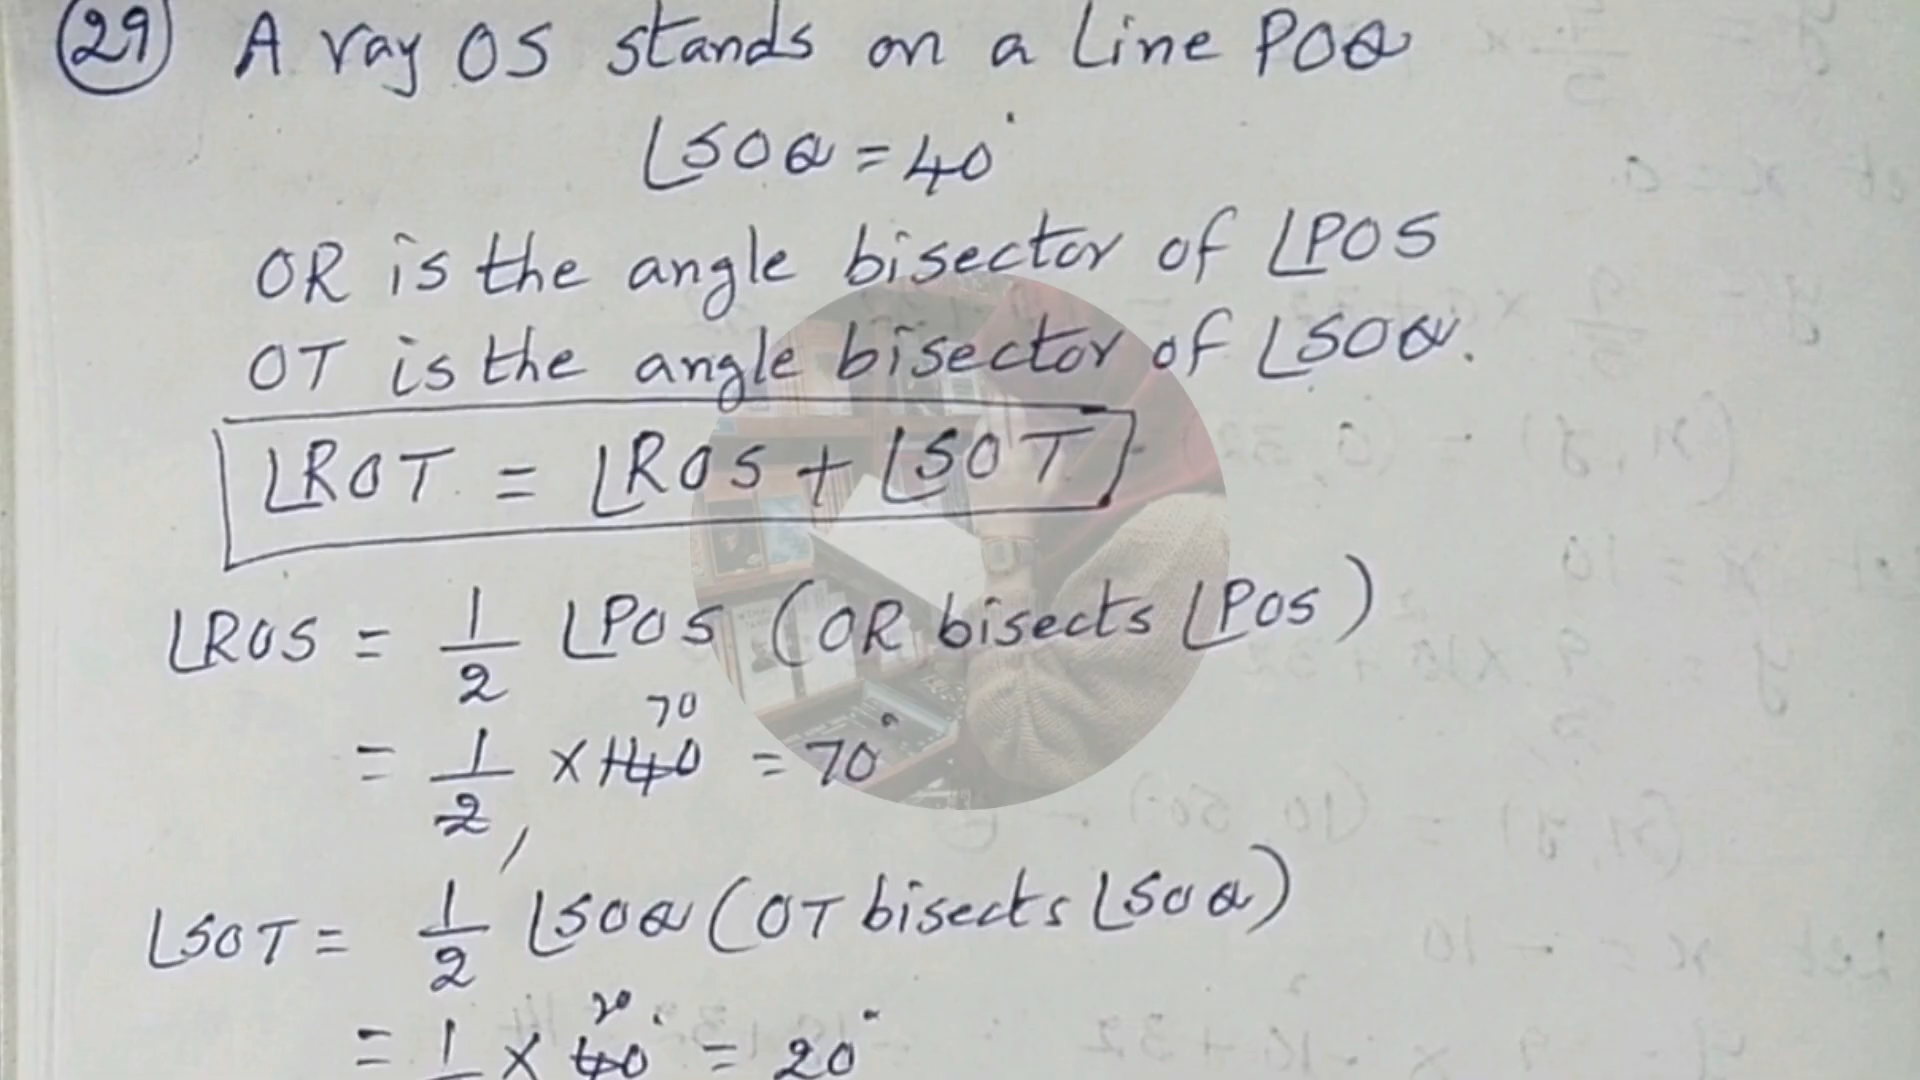 29 A ray OS stands on a line POQ
∠SOQ = 40°
OR is the angle bisector of ∠POS
OT is the angle bisector of ∠SOQ.
∠ROT = ∠ROS + ∠SOT
∠ROS = 1/2 ∠POS (OR bisects ∠POS)
70
= 1/2 × 140 = 70°
∠SOT = 1/2 ∠SOQ (OT bisects ∠SOQ)
20
= 1 × 40° = 20°